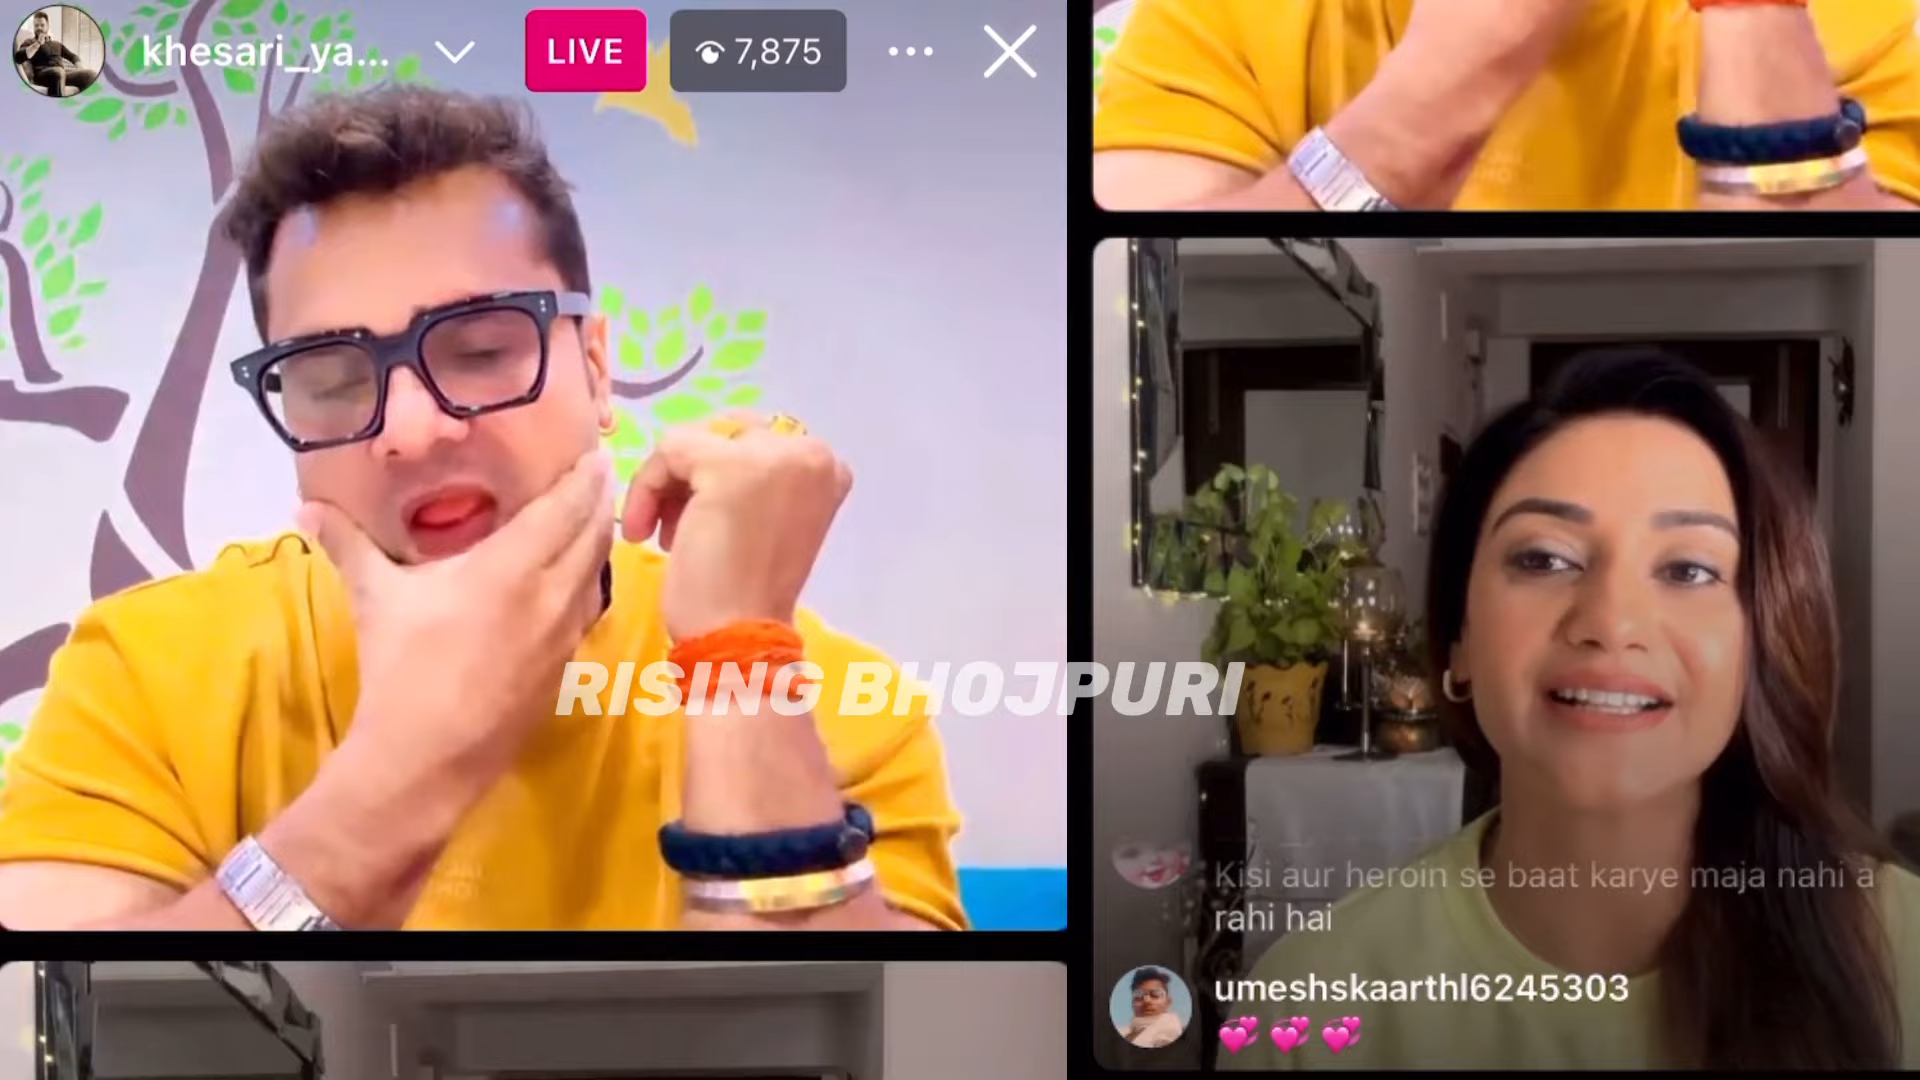 khesari_ya...
LIVE
7,875
RISING BHOJPURI
Kisi aur heroin se baat karye maja nahi a
rahi hai
umeshskaarthl6245303
💞 💞 💞